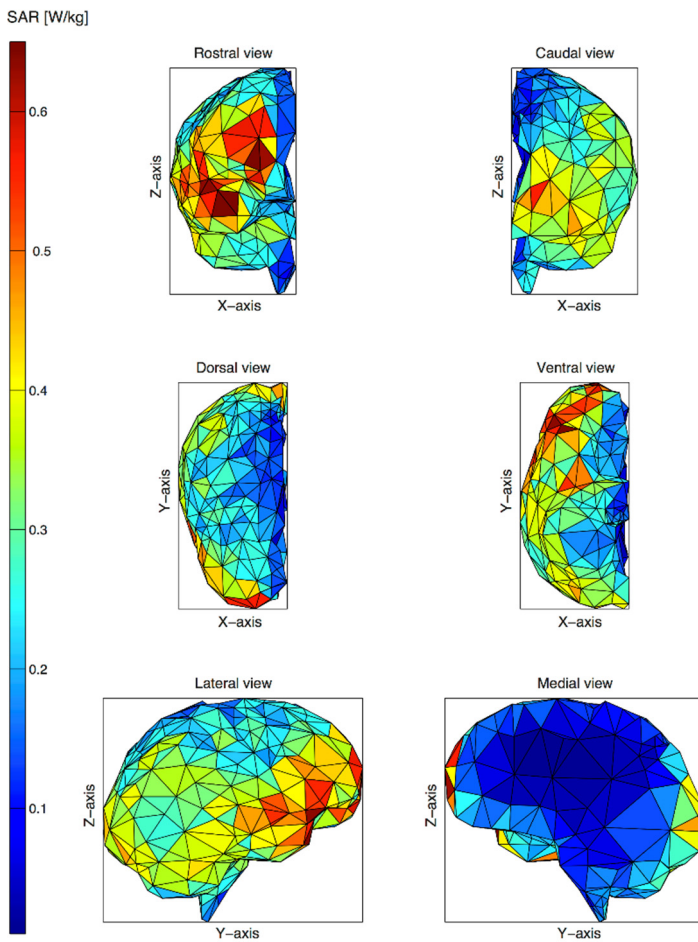 SAR [W/kg]
Rostral view
Caudal view
0.6
0.5
0.4
0.3
0.2
0.1
Z-axis
X-axis
Z-axis
X-axis
Dorsal view
Ventral view
Y-axis
X-axis
Y-axis
X-axis
Lateral view
Medial view
Z-axis
Y-axis
Z-axis
Y-axis